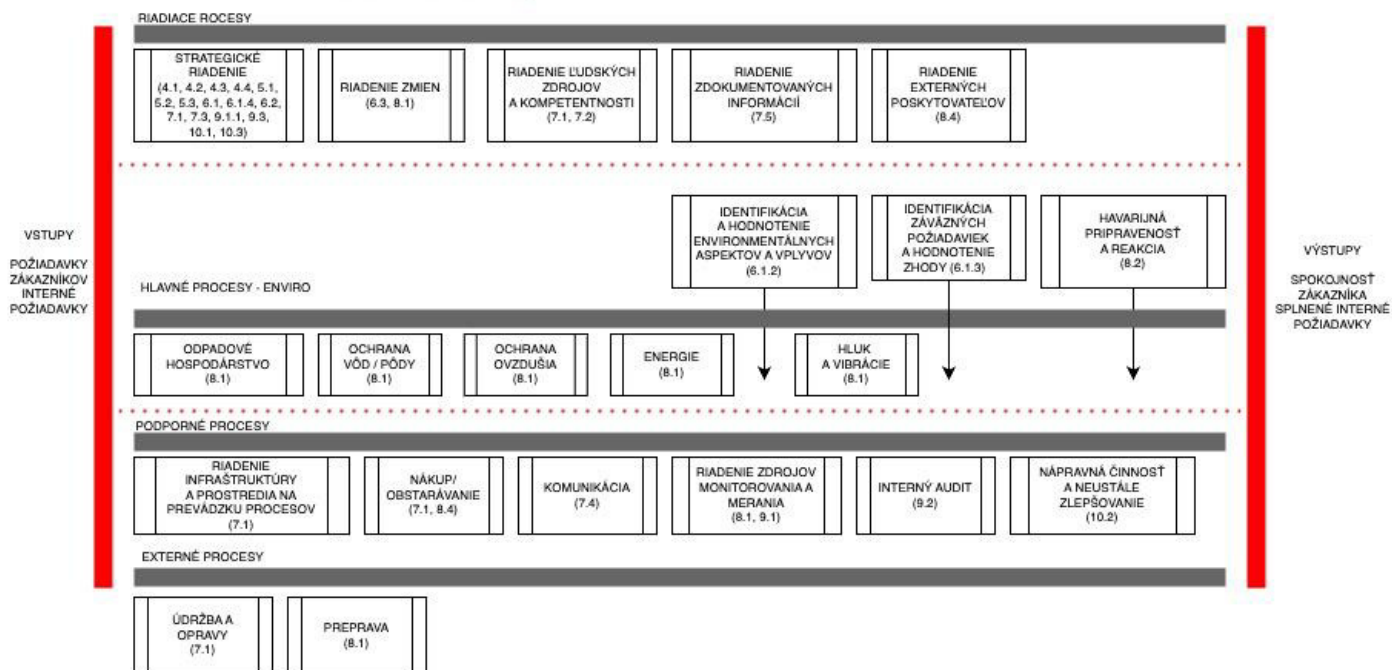 RIADIACE ROCESY
STRATEGICKÉ
RIADENIE
(4.1, 4.2, 4.3, 4.4, 5.1,
5.2, 5.3, 6.1, 6.1.4, 6.2,
7.1, 7.3, 9.1.1, 9.3,
10.1, 10.3)
RIADENIE ZMIEN
(6.3, 8.1)
RIADENIE ĽUDSKÝCH
ZDROJOV
A KOMPETENTNOSTI
(7.1, 7.2)
RIADENIE
ZDOKUMENTOVANÝCH
INFORMÁCIÍ
(7.5)
RIADENIE
EXTERNÝCH
POSKYTOVATEĽOV
(8.4)
VSTUPY
POŽIADAVKY
ZÁKAZNÍKOV
INTERNÉ
POŽIADAVKY
IDENTIFIKÁCIA
A HODNOTENIE
ENVIRONMENTÁLNYCH
ASPEKTOV A VPLYVOV
(6.1.2)
IDENTIFIKÁCIA
ZÁVÄZNÝCH
POŽIADAVIEK
A HODNOTENIE
ZHODY (6.1.3)
HAVARIJNÁ
PRIPRAVENOSŤ
A REAKCIA
(8.2)
VÝSTUPY
SPOKOJNOSŤ
ZÁKAZNÍKA
SPLNENÉ INTERNÉ
POŽIADAVKY
HLAVNÉ PROCESY - ENVIRO
ODPADOVÉ
HOSPODÁRSTVO
(8.1)
OCHRANA
VÔD / PÔDY
(8.1)
OCHRANA
OVZDUŠIA
(8.1)
ENERGIE
(8.1)
HLUK
A VIBRÁCIE
(8.1)
PODPORNÉ PROCESY
RIADENIE
INFRAŠTRUKTÚRY
A PROSTREDIA NA
PREVÁDZKU PROCESOV
(7.1)
NÁKUP/
OBSTARÁVANIE
(7.1, 8.4)
KOMUNIKÁCIA
(7.4)
RIADENIE ZDROJOV
MONITOROVANIA A
MERANIA
(8.1, 9.1)
INTERNÝ AUDIT
(9.2)
NÁPRAVNÁ ČINNOSŤ
A NEUSTÁLE
ZLEPŠOVANIE
(10.2)
EXTERNÉ PROCESY
ÚDRŽBA A
OPRAVY
(7.1)
PREPRAVA
(8.1)